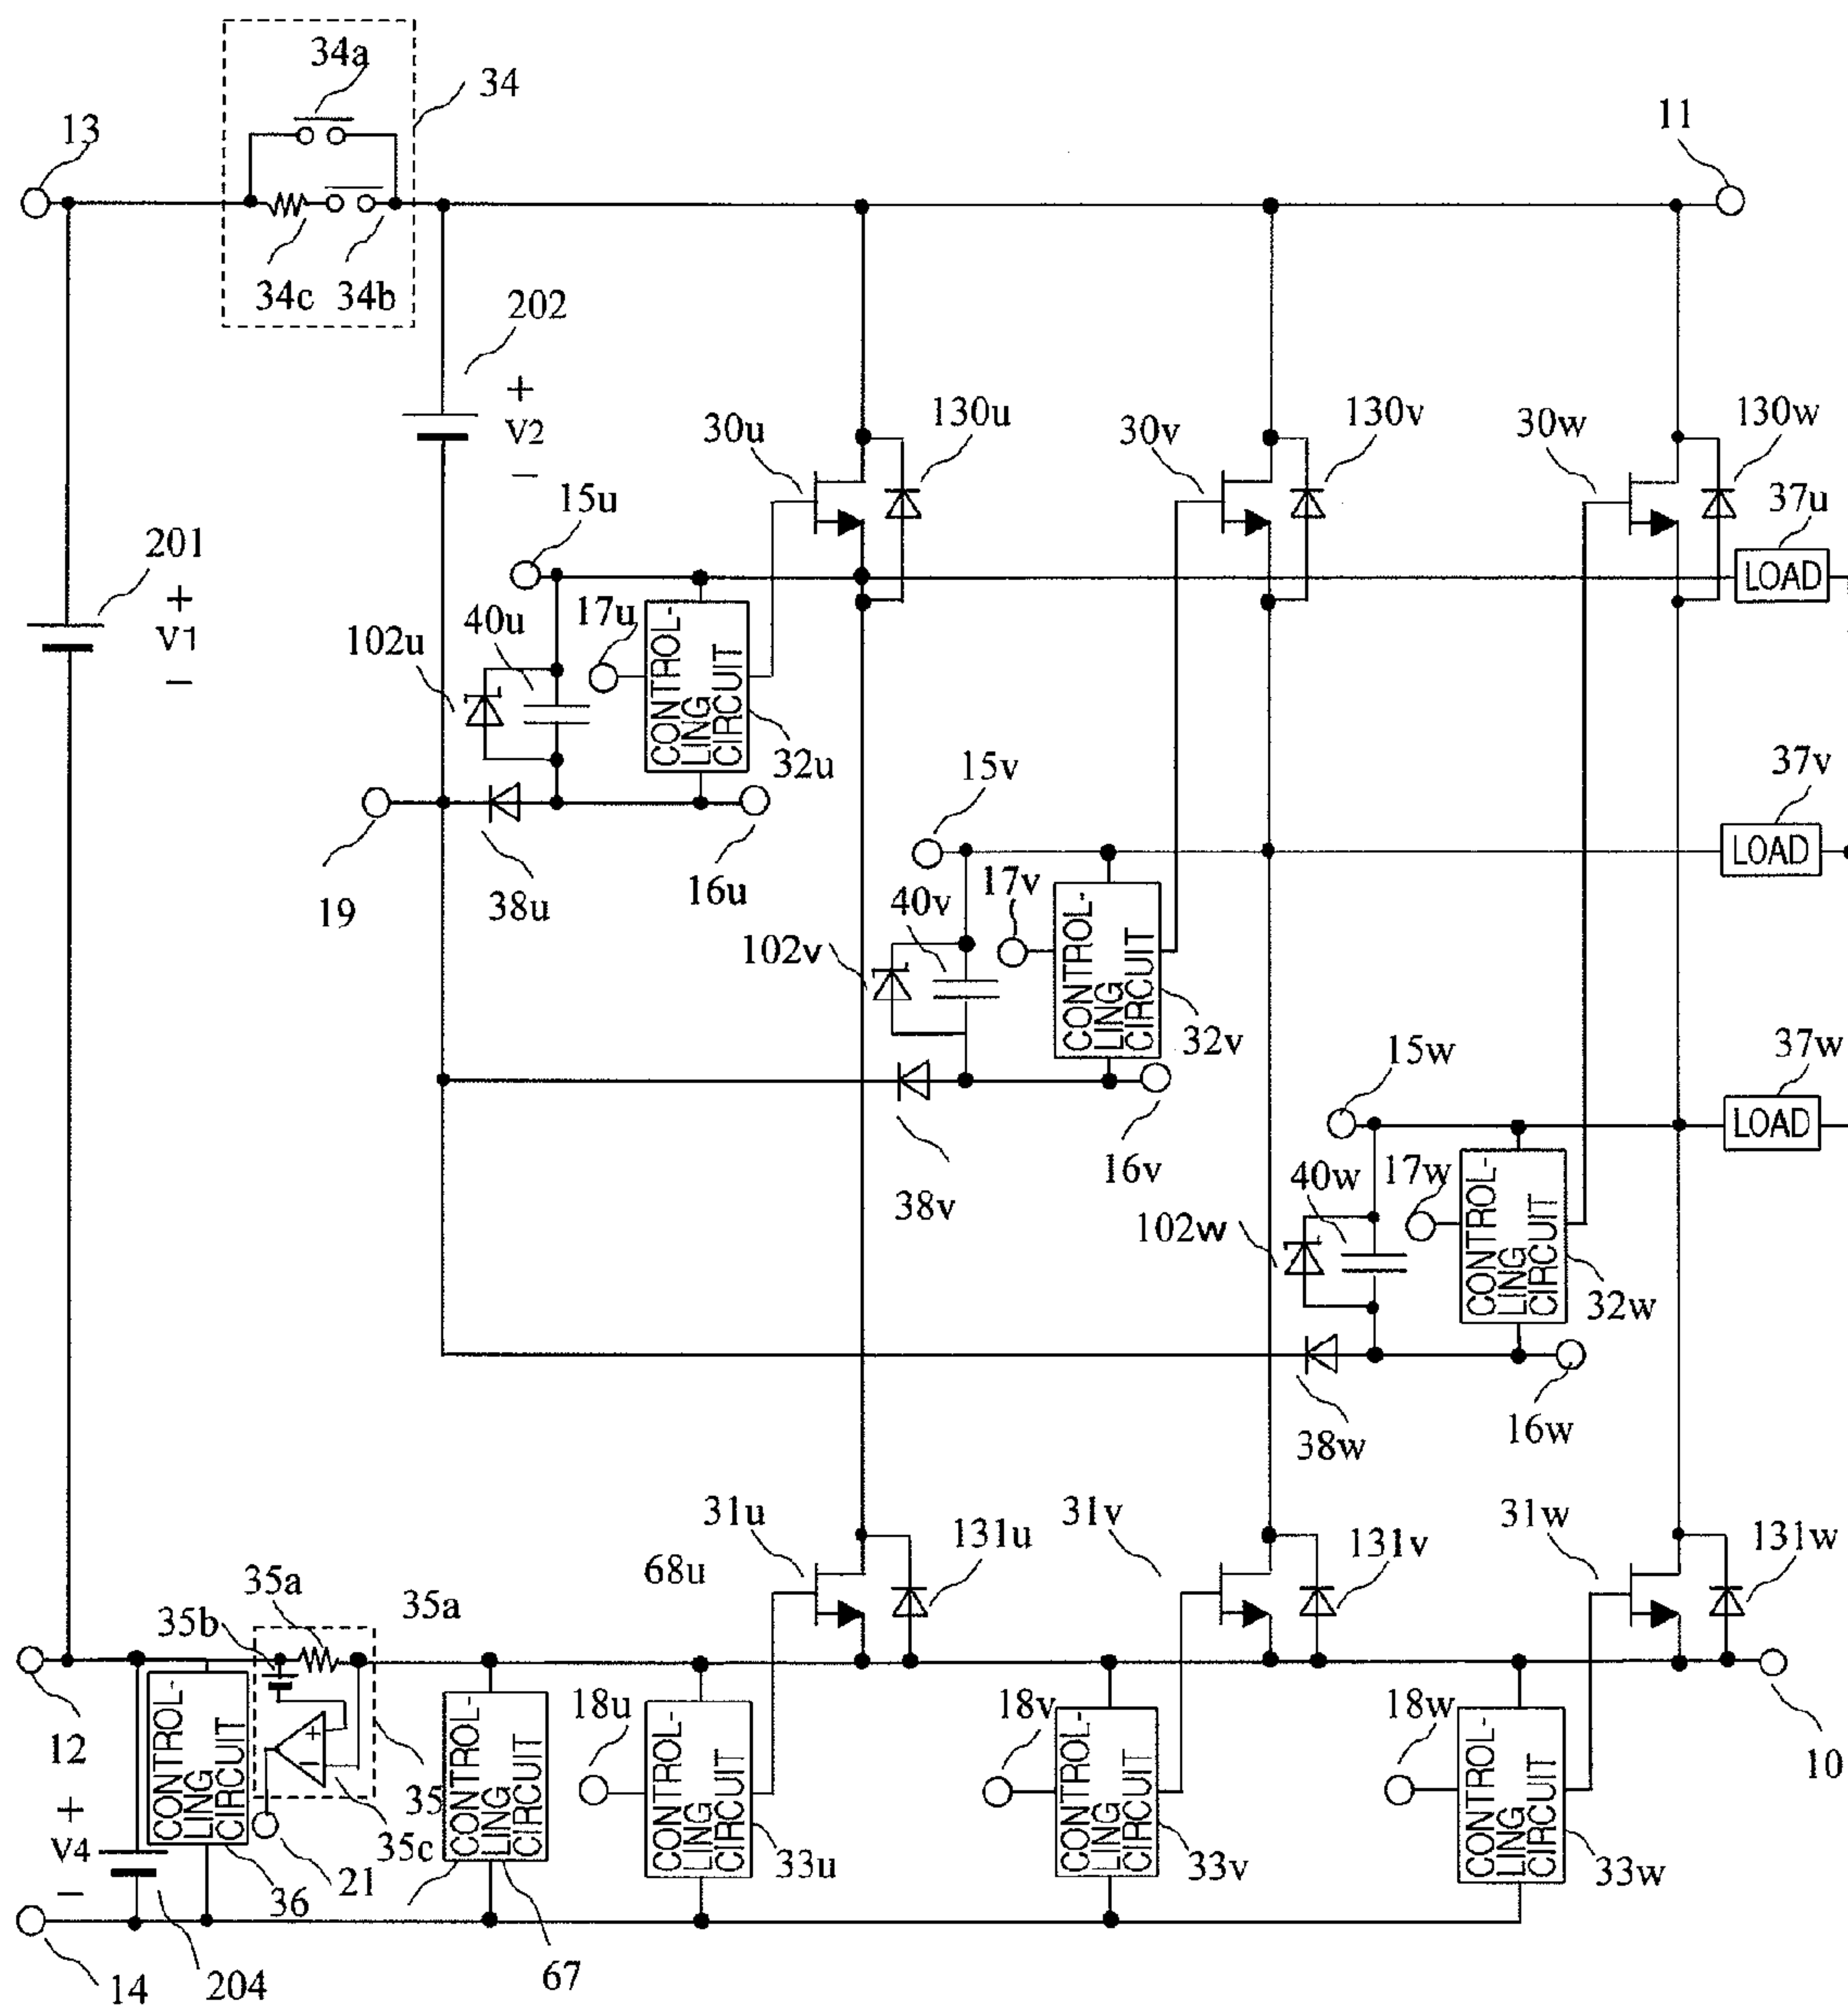 34a
34
13
11
34c
34b
202
+
V2
−
30u
130u
30v
130v
30w
130w
15u
37u
LOAD
201
+
V1
−
102u
40u
17u
CONTROL-
LING
CIRCUIT
32u
19
38u
16u
15v
37v
LOAD
102v
40v
17v
CONTROL-
LING
CIRCUIT
32v
38v
16v
15w
37w
LOAD
102w
40w
17w
CONTROL-
LING
CIRCUIT
32w
38w
16w
31u
131u
31v
131v
31w
131w
68u
35a
35b
35a
12
+
V4
−
CONTROL-
LING
CIRCUIT
36
+
−
35
35c
21
CONTROL-
LING
CIRCUIT
67
18u
CONTROL-
LING
CIRCUIT
33u
18v
CONTROL-
LING
CIRCUIT
33v
18w
CONTROL-
LING
CIRCUIT
33w
10
14
204